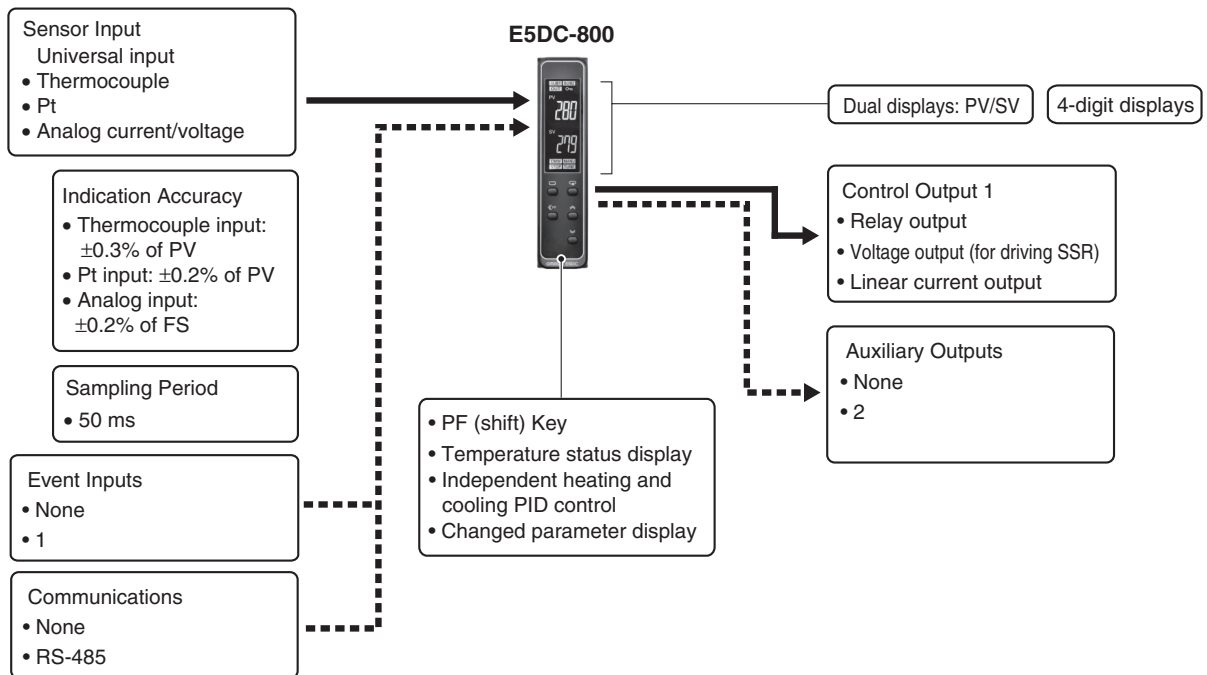 Sensor Input
Universal input
• Thermocouple
• Pt
• Analog current/voltage
Indication Accuracy
• Thermocouple input:
±0.3% of PV
• Pt input: ±0.2% of PV
• Analog input:
±0.2% of FS
Sampling Period
• 50 ms
Event Inputs
• None
• 1
Communications
• None
• RS-485
E5DC-800
PV
280
SV
279
• PF (shift) Key
• Temperature status display
• Independent heating and
cooling PID control
• Changed parameter display
Dual displays: PV/SV
4-digit displays
Control Output 1
• Relay output
• Voltage output (for driving SSR)
• Linear current output
Auxiliary Outputs
• None
• 2